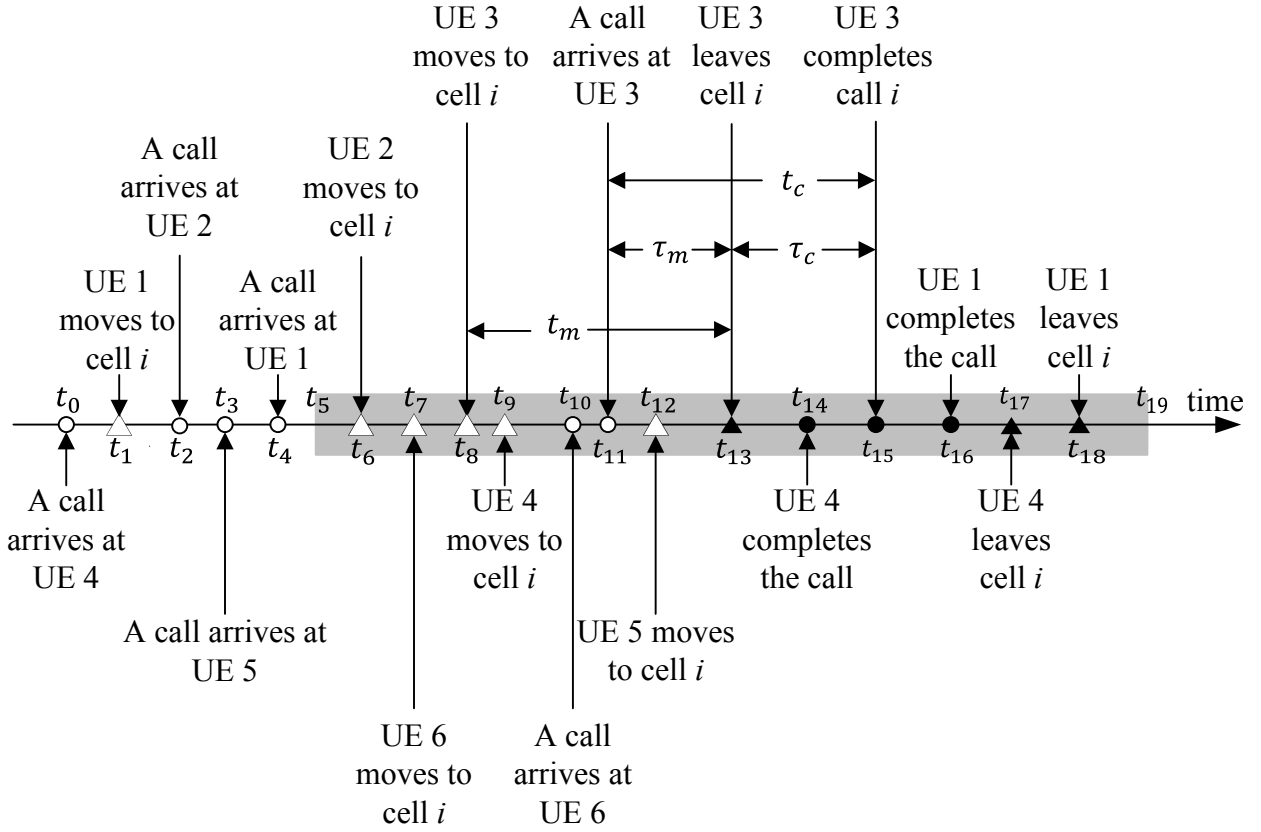 UE 3
moves to
cell i
A call
arrives at
UE 3
UE 3
leaves
cell i
UE 3
completes
call i
A call
arrives at
UE 2
UE 2
moves to
cell i
t_c
τ_m
τ_c
UE 1
moves to
cell i
A call
arrives at
UE 1
t_m
UE 1
completes
the call
UE 1
leaves
cell i
t_0
t_3
t_5
t_7
t_9
t_10
t_12
t_14
t_17
t_19
time
t_1
t_2
t_4
t_6
t_8
t_11
t_13
t_15
t_16
t_18
A call
arrives at
UE 4
UE 4
moves to
cell i
UE 4
completes
the call
UE 4
leaves
cell i
A call arrives at
UE 5
UE 5 moves
to cell i
UE 6
moves to
cell i
A call
arrives at
UE 6